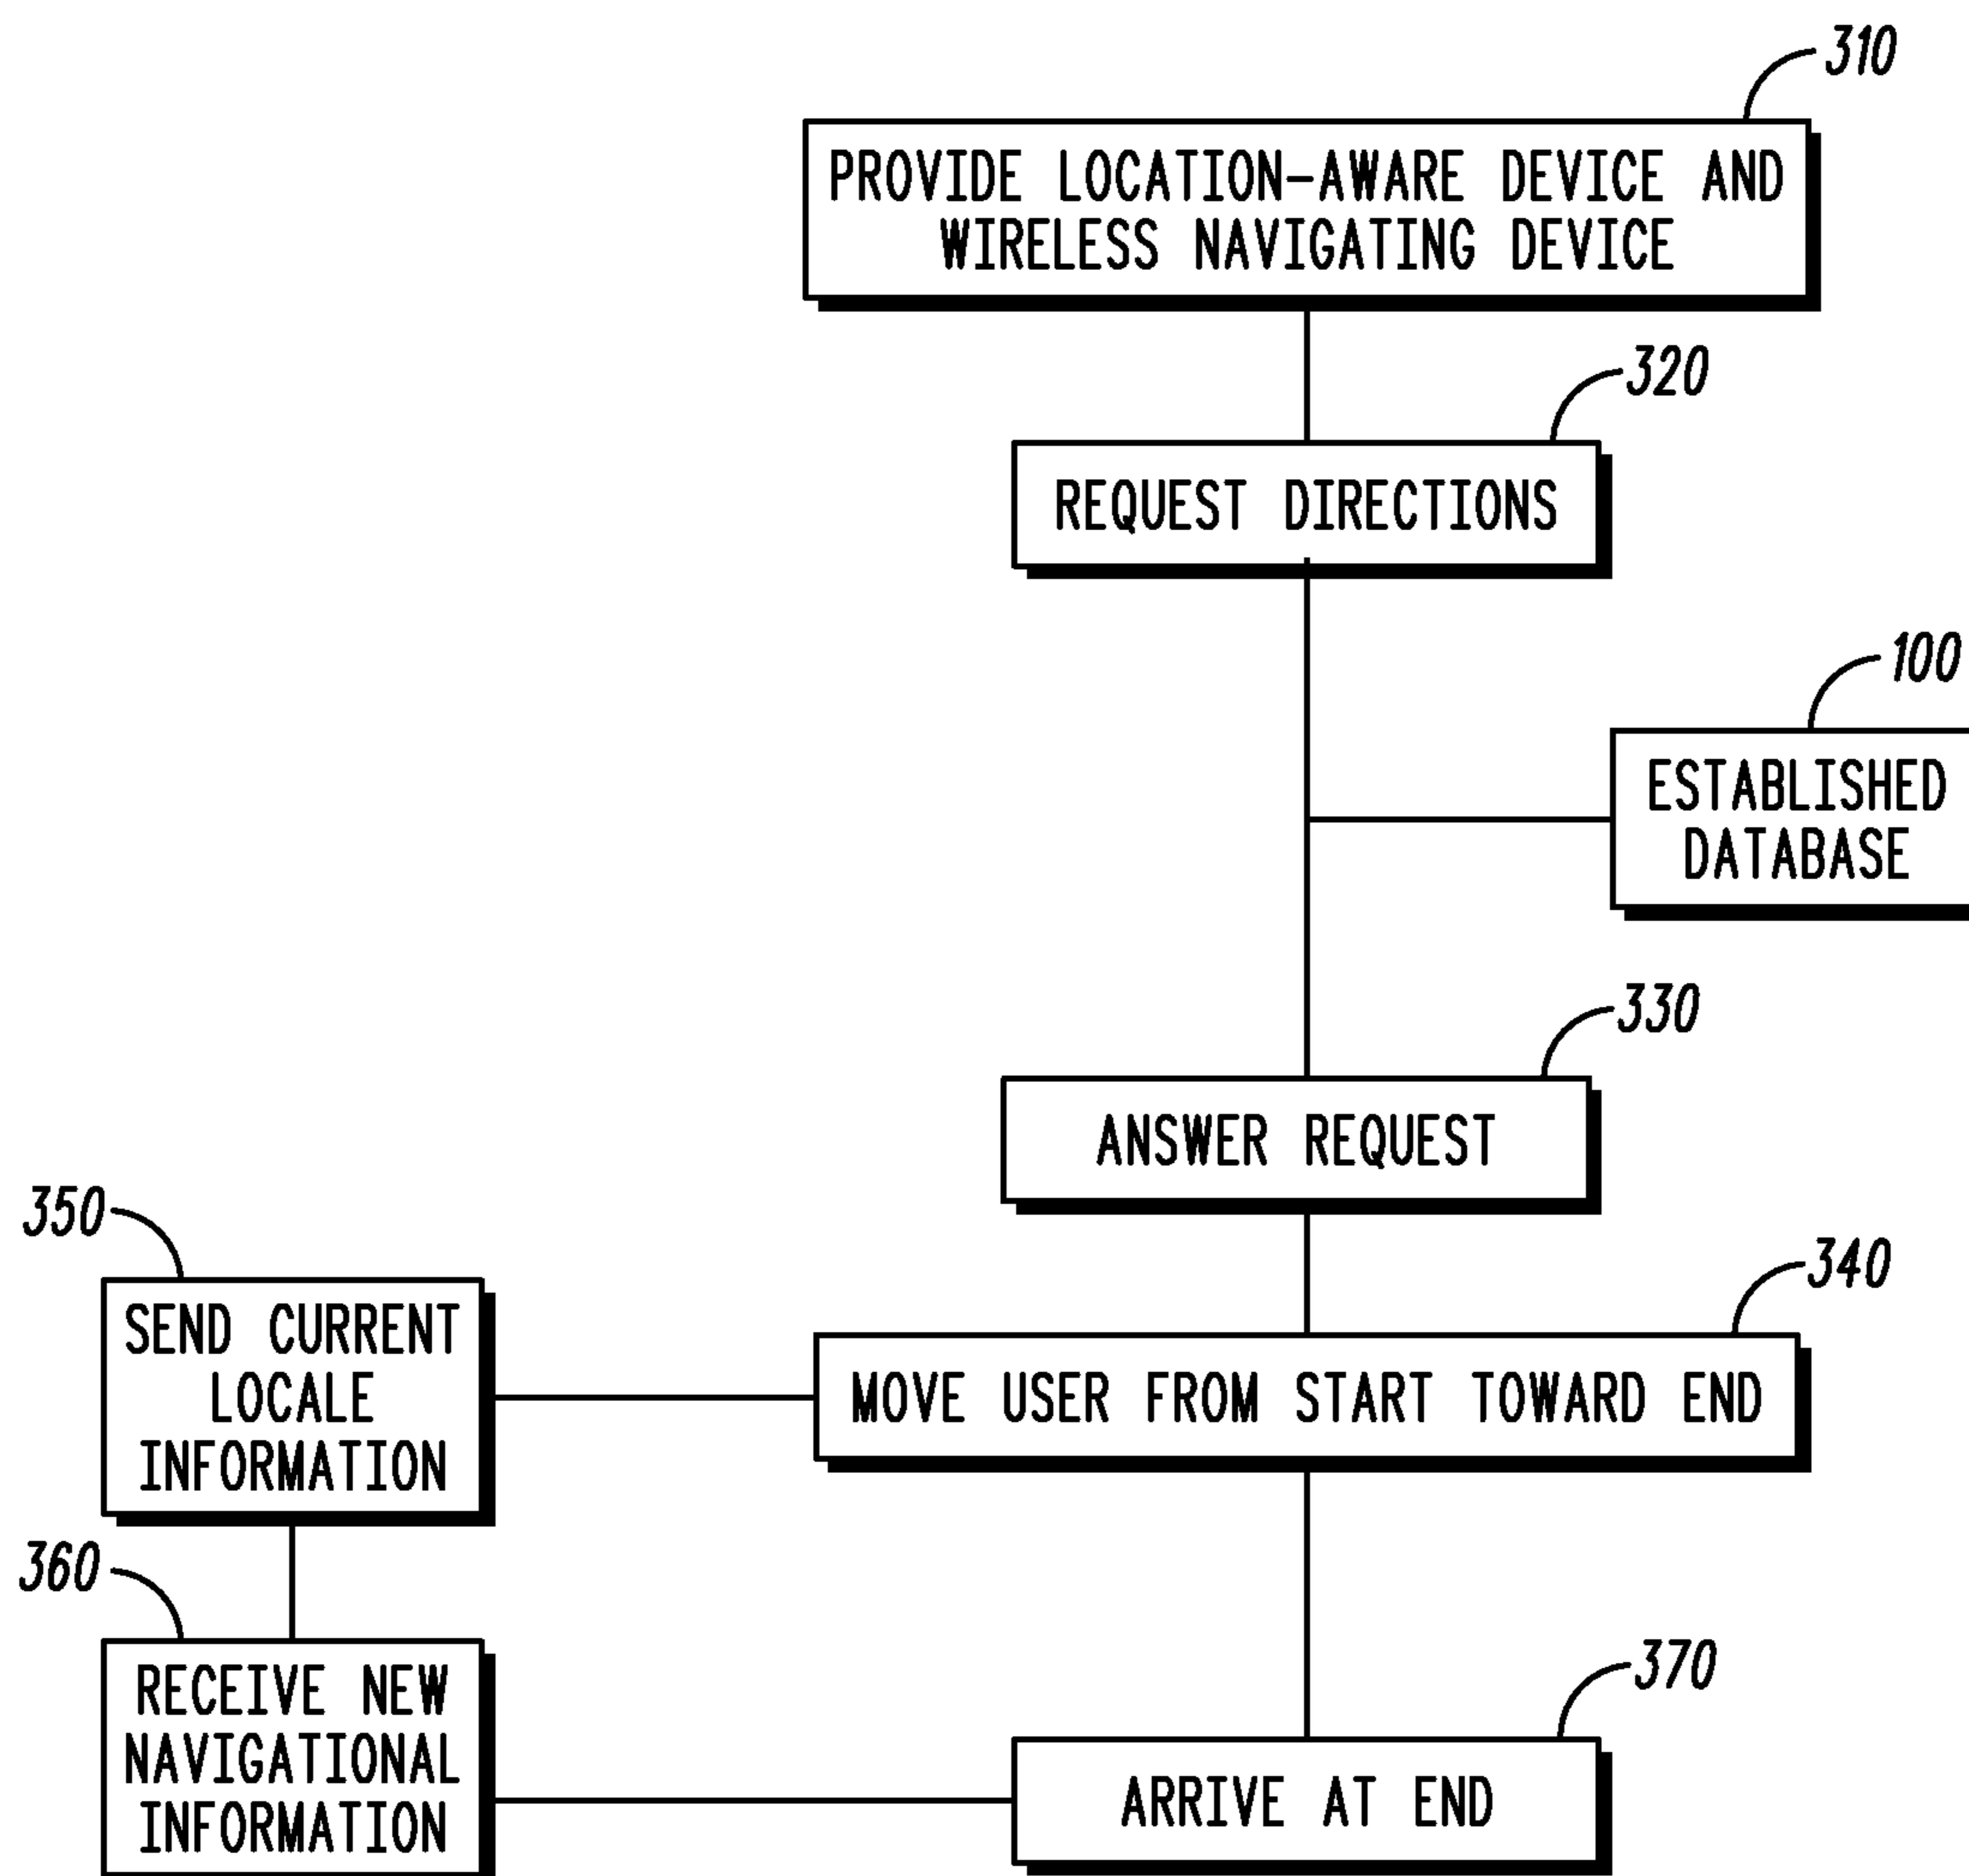 310
PROVIDE LOCATION-AWARE DEVICE AND
WIRELESS NAVIGATING DEVICE
320
REQUEST DIRECTIONS
100
ESTABLISHED
DATABASE
330
ANSWER REQUEST
340
MOVE USER FROM START TOWARD END
350
SEND CURRENT
LOCALE
INFORMATION
360
RECEIVE NEW
NAVIGATIONAL
INFORMATION
370
ARRIVE AT END